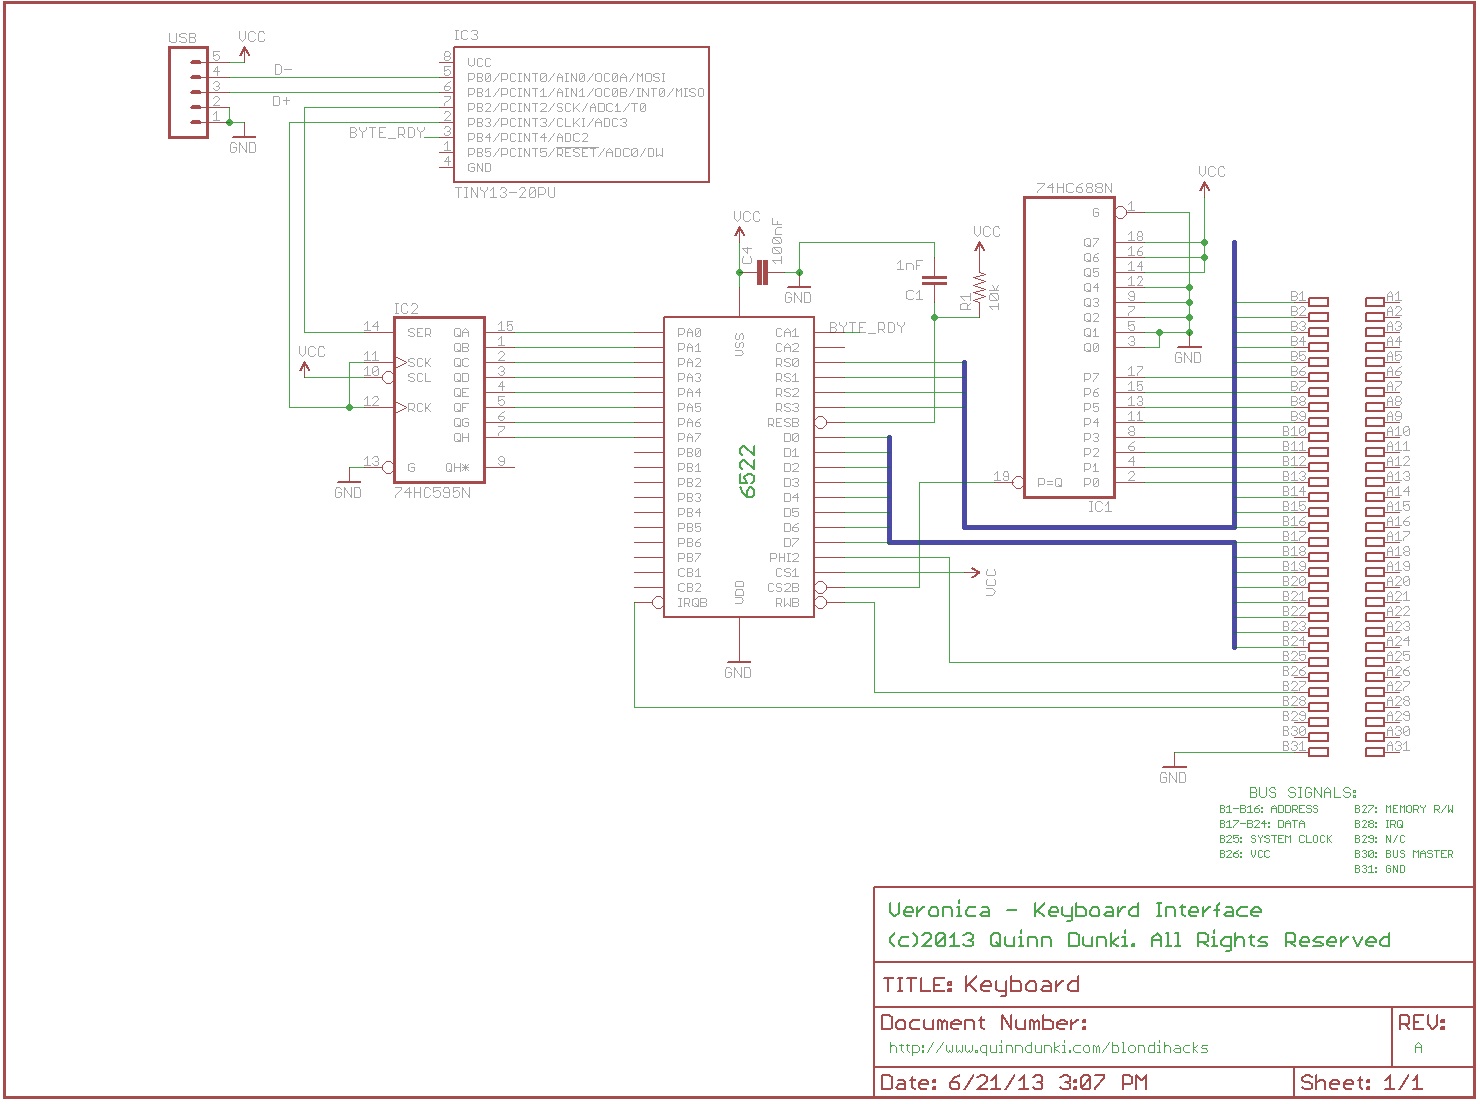 USB
5
4
3
2
1
VCC
D-
D+
GND
IC3
8 VCC
5 PB0/PCINT0/AIN0/OC0A/MOSI
6 PB1/PCINT1/AIN1/OC0B/INT0/MISO
7 PB2/PCINT2/SCK/ADC1/T0
2 PB3/PCINT3/CLKI/ADC3
BYTE_RDY 3 PB4/PCINT4/ADC2
1 PB5/PCINT5/RESET/ADC0/DW
4 GND
TINY13-20PU
IC2
14 SER QA 15
QB 1
11 SCK QC 2
VCC
10 SCL QD 3
QE 4
12 RCK QF 5
QG 6
QH 7
13 G QH* 9
GND
74HC595N
VCC
C4
100nF
GND
1nF
C1
VCC
R1
10k
VSS
6522
VDD
GND
PA0 CA1 BYTE_RDY
PA1 CA2
PA2 RS0
PA3 RS1
PA4 RS2
PA5 RS3
PA6 RESB
PA7 D0
PB0 D1
PB1 D2
PB2 D3
PB3 D4
PB4 D5
PB5 D6
PB6 D7
PB7 PHI2
CB1 CS1
CB2 CS2B
IRQB RWB
VCC
74HC688N
VCC
G 1
Q7 18
Q6 16
Q5 14
Q4 12
Q3 9
Q2 7
Q1 5
Q0 3
GND
P7 17
P6 15
P5 13
P4 11
P3 8
P2 6
P1 4
19 P=Q P0 2
IC1
B1 A1
B2 A2
B3 A3
B4 A4
B5 A5
B6 A6
B7 A7
B8 A8
B9 A9
B10 A10
B11 A11
B12 A12
B13 A13
B14 A14
B15 A15
B16 A16
B17 A17
B18 A18
B19 A19
B20 A20
B21 A21
B22 A22
B23 A23
B24 A24
B25 A25
B26 A26
B27 A27
B28 A28
B29 A29
B30 A30
B31 A31
GND
BUS SIGNALS:
B1-B16: ADDRESS B27: MEMORY R/W
B17-B24: DATA B28: IRQ
B25: SYSTEM CLOCK B29: N/C
B26: VCC B30: BUS MASTER
B31: GND
Veronica - Keyboard Interface
(c)2013 Quinn Dunki. All Rights Reserved
TITLE: Keyboard
Document Number:
http://www.quinndunki.com/blondihacks
REV:
A
Date: 6/21/13 3:07 PM
Sheet: 1/1